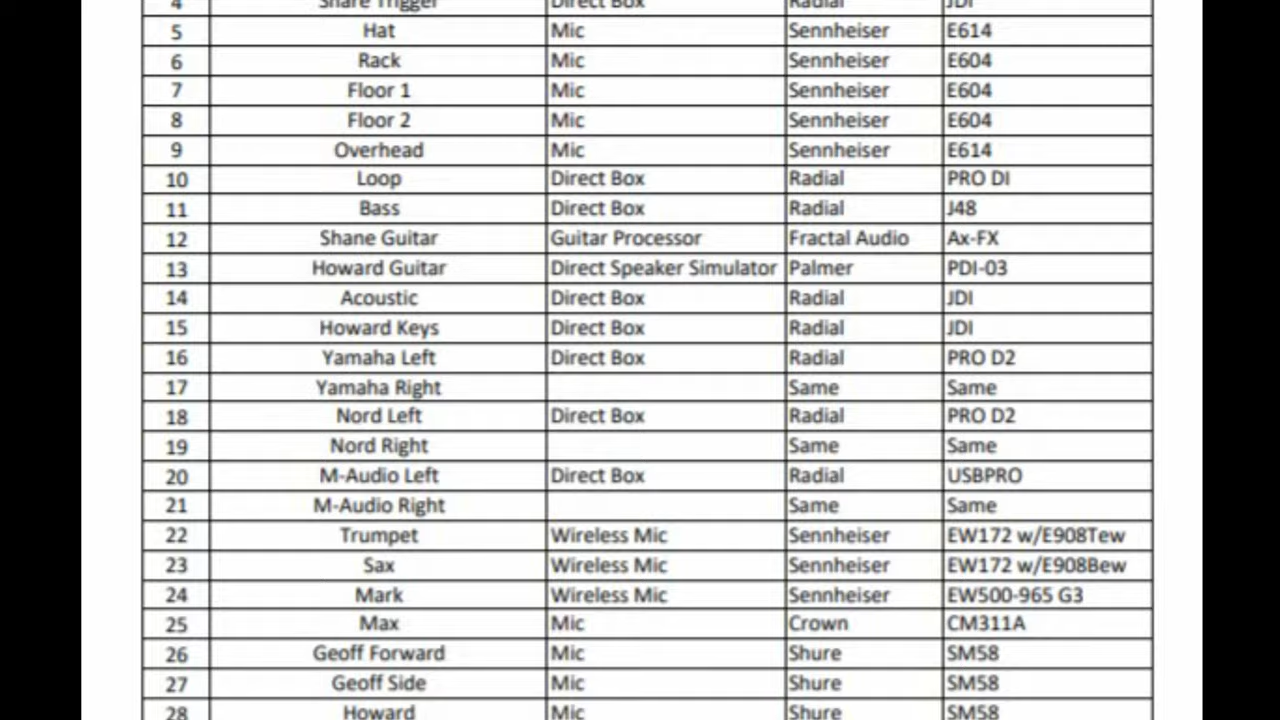 4 Snare Trigger Direct Box Radial JDI
5 Hat Mic Sennheiser E614
6 Rack Mic Sennheiser E604
7 Floor 1 Mic Sennheiser E604
8 Floor 2 Mic Sennheiser E604
9 Overhead Mic Sennheiser E614
10 Loop Direct Box Radial PRO DI
11 Bass Direct Box Radial J48
12 Shane Guitar Guitar Processor Fractal Audio Ax-FX
13 Howard Guitar Direct Speaker Simulator Palmer PDI-03
14 Acoustic Direct Box Radial JDI
15 Howard Keys Direct Box Radial JDI
16 Yamaha Left Direct Box Radial PRO D2
17 Yamaha Right Same Same
18 Nord Left Direct Box Radial PRO D2
19 Nord Right Same Same
20 M-Audio Left Direct Box Radial USBPRO
21 M-Audio Right Same Same
22 Trumpet Wireless Mic Sennheiser EW172 w/E908Tew
23 Sax Wireless Mic Sennheiser EW172 w/E908Bew
24 Mark Wireless Mic Sennheiser EW500-965 G3
25 Max Mic Crown CM311A
26 Geoff Forward Mic Shure SM58
27 Geoff Side Mic Shure SM58
28 Howard Mic Shure SM58